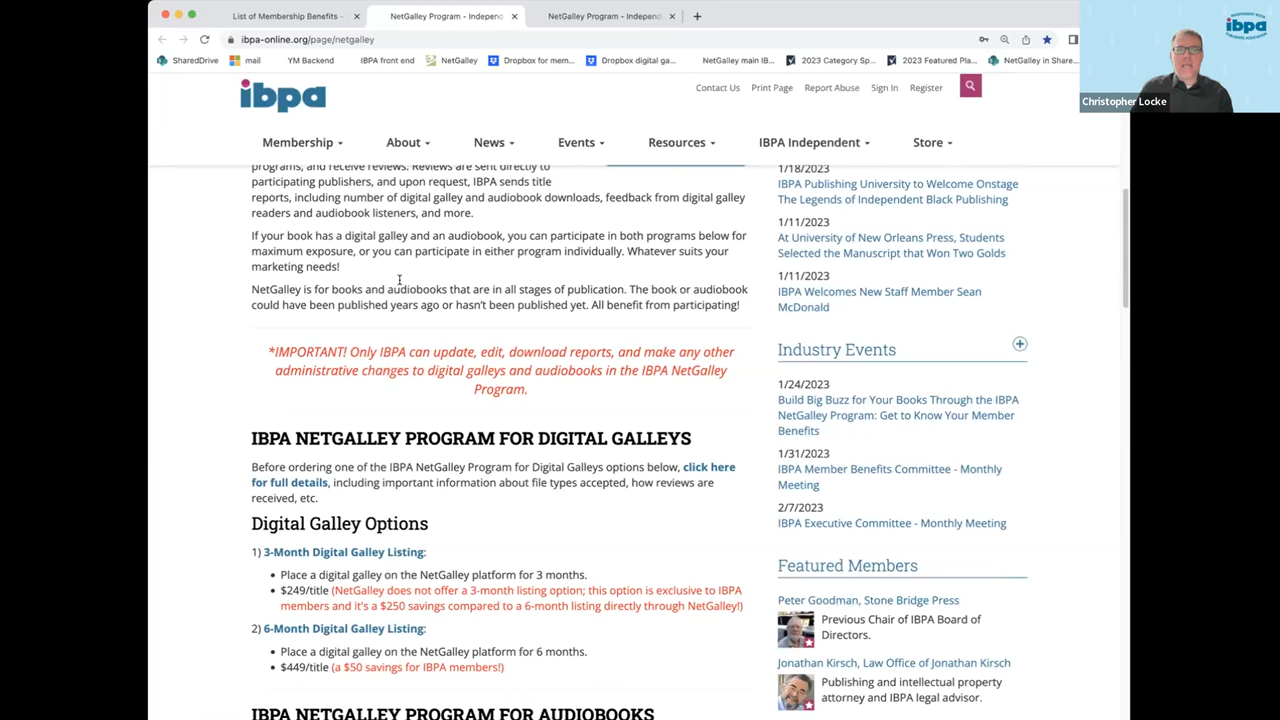 List of Membership Benefits -
NetGalley Program - Independ
NetGalley Program - Independ
ibpa-online.org/page/netgalley
SharedDrive
mail
YM Backend
IBPA front end
NetGalley
Dropbox for mem...
Dropbox digital ga...
NetGalley main IB...
2023 Category Sp...
2023 Featured Pla...
NetGalley in Share...
INDEPENDENT BOOK
ibpa
PUBLISHERS ASSOCIATION
Christopher Locke
ibpa
Contact Us
Print Page
Report Abuse
Sign In
Register
Membership
About
News
Events
Resources
IBPA Independent
Store
programs, and receive reviews. Reviews are sent directly to
participating publishers, and upon request, IBPA sends title
reports, including number of digital galley and audiobook downloads, feedback from digital galley
readers and audiobook listeners, and more.
If your book has a digital galley and an audiobook, you can participate in both programs below for
maximum exposure, or you can participate in either program individually. Whatever suits your
marketing needs!
NetGalley is for books and audiobooks that are in all stages of publication. The book or audiobook
could have been published years ago or hasn't been published yet. All benefit from participating!
*IMPORTANT! Only IBPA can update, edit, download reports, and make any other
administrative changes to digital galleys and audiobooks in the IBPA NetGalley
Program.
IBPA NETGALLEY PROGRAM FOR DIGITAL GALLEYS
Before ordering one of the IBPA NetGalley Program for Digital Galleys options below, click here
for full details, including important information about file types accepted, how reviews are
received, etc.
Digital Galley Options
1) 3-Month Digital Galley Listing:
• Place a digital galley on the NetGalley platform for 3 months.
• $249/title (NetGalley does not offer a 3-month listing option; this option is exclusive to IBPA
members and it's a $250 savings compared to a 6-month listing directly through NetGalley!)
2) 6-Month Digital Galley Listing:
• Place a digital galley on the NetGalley platform for 6 months.
• $449/title (a $50 savings for IBPA members!)
IBPA NETGALLEY PROGRAM FOR AUDIOBOOKS
1/18/2023
IBPA Publishing University to Welcome Onstage
The Legends of Independent Black Publishing
1/11/2023
At University of New Orleans Press, Students
Selected the Manuscript that Won Two Golds
1/11/2023
IBPA Welcomes New Staff Member Sean
McDonald
Industry Events
1/24/2023
Build Big Buzz for Your Books Through the IBPA
NetGalley Program: Get to Know Your Member
Benefits
1/31/2023
IBPA Member Benefits Committee - Monthly
Meeting
2/7/2023
IBPA Executive Committee - Monthly Meeting
Featured Members
Peter Goodman, Stone Bridge Press
Previous Chair of IBPA Board of
Directors.
Jonathan Kirsch, Law Office of Jonathan Kirsch
Publishing and intellectual property
attorney and IBPA legal advisor.